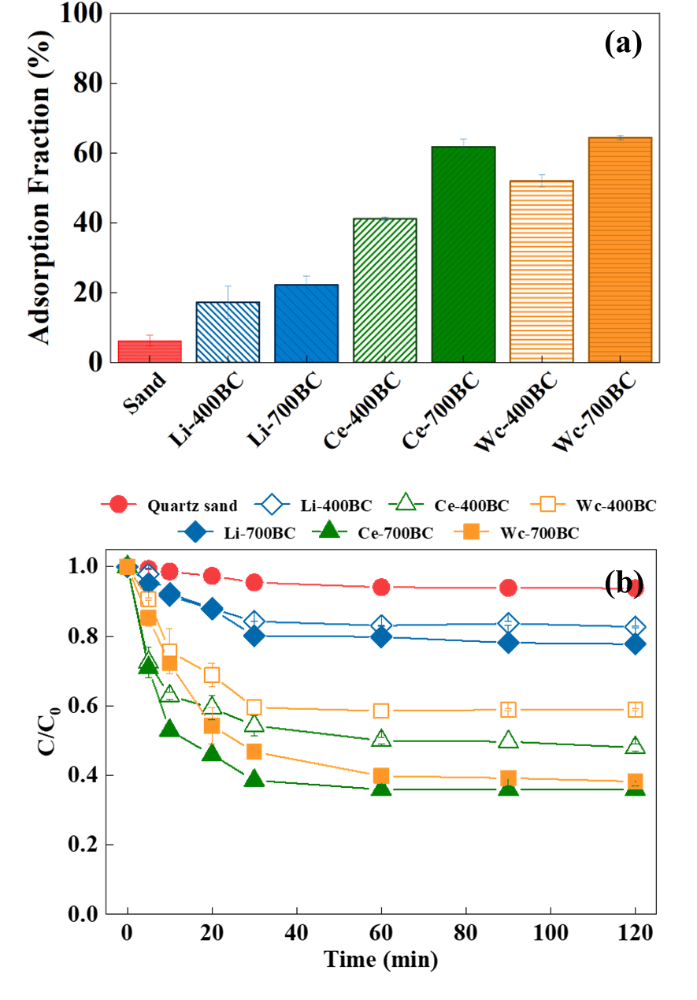 100
80
60
40
20
0
Adsorption Fraction (%)
(a)
Sand
Li-400BC
Li-700BC
Ce-400BC
Ce-700BC
Wc-400BC
Wc-700BC
Quartz sand Li-400BC Ce-400BC Wc-400BC
Li-700BC Ce-700BC Wc-700BC
1.0
0.8
0.6
0.4
0.2
0.0
C/C₀
(b)
0 20 40 60 80 100 120
Time (min)